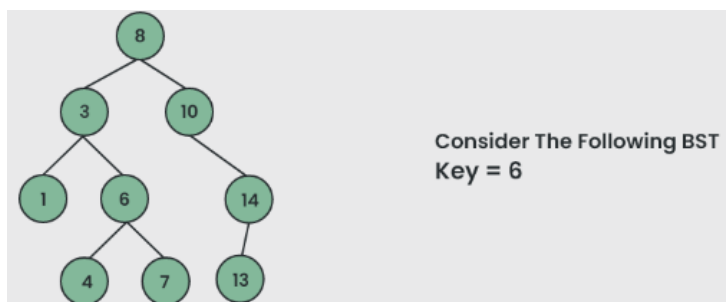 8
3 10
1 6 14
4 7 13
Consider The Following BST
Key = 6